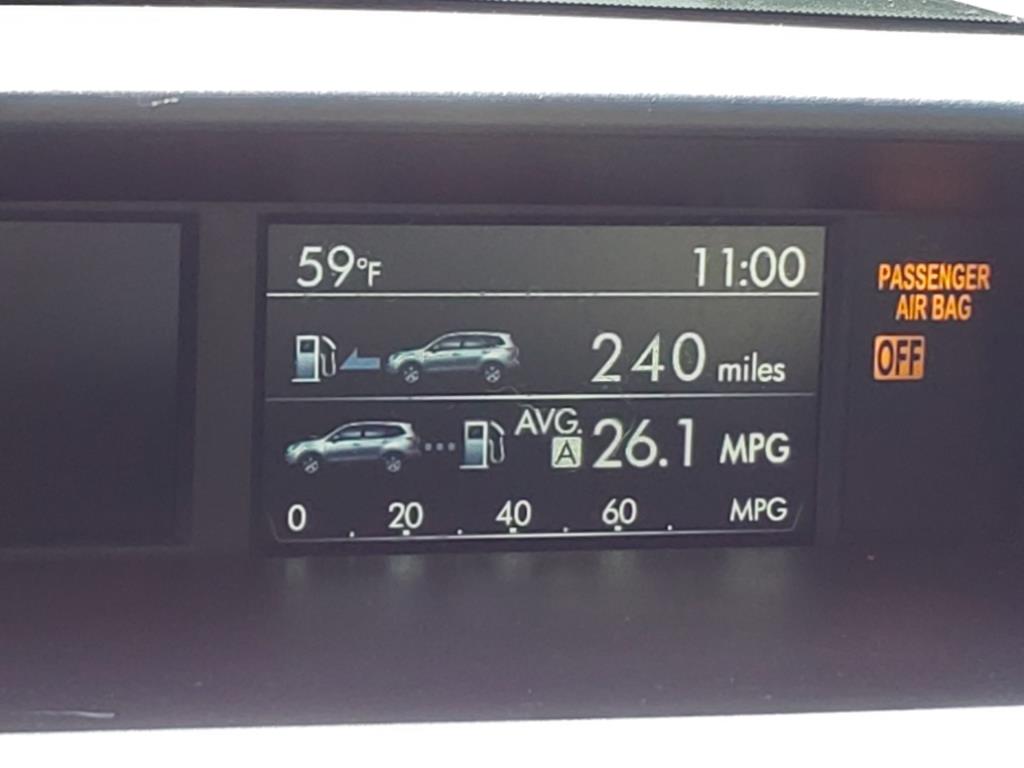 59°F 11:00
240 miles
AVG.
A 26.1 MPG
0 20 40 60 MPG
PASSENGER
AIR BAG
OFF